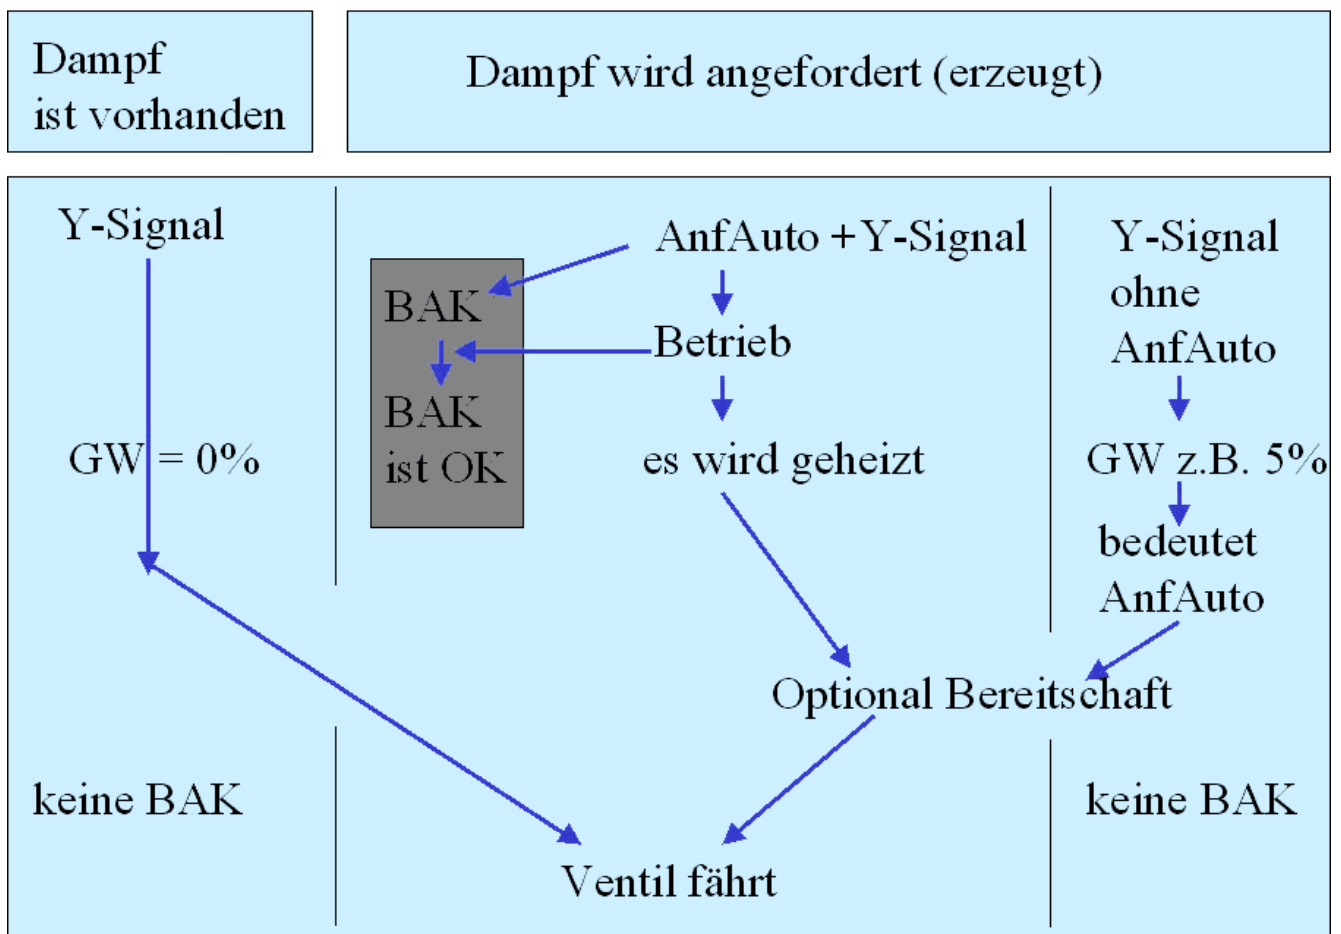 Dampf
ist vorhanden
Dampf wird angefordert (erzeugt)
Y-Signal
GW = 0%
keine BAK
AnfAuto + Y-Signal
BAK
Betrieb
BAK
ist OK
es wird geheizt
Optional Bereitschaft
Ventil fährt
Y-Signal
ohne
AnfAuto
GW z.B. 5%
bedeutet
AnfAuto
keine BAK